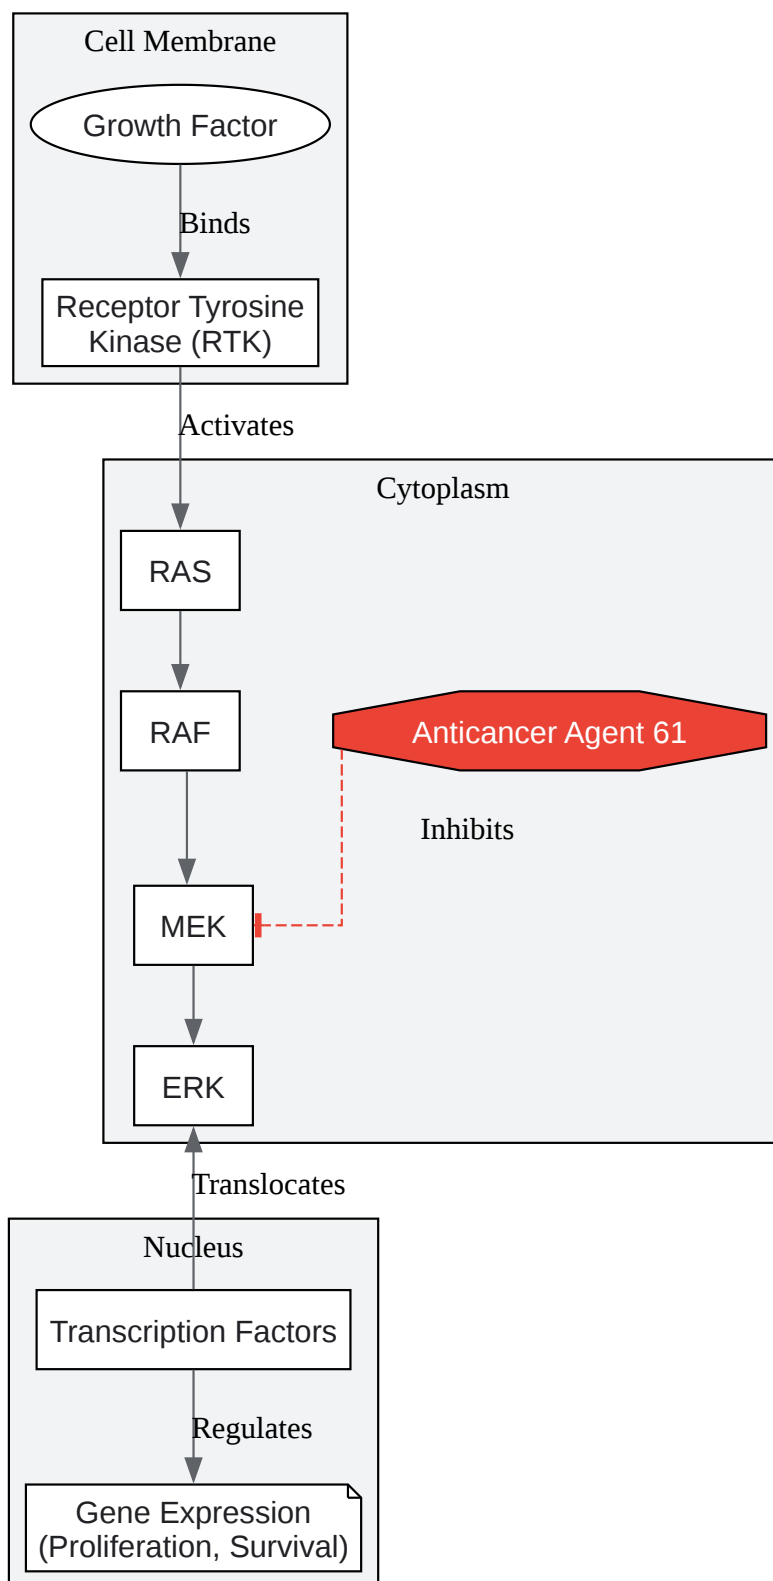 Cell Membrane
Growth Factor
Binds
Receptor Tyrosine
Kinase (RTK)
Activates
Cytoplasm
RAS
RAF
Anticancer Agent 61
Inhibits
MEK
ERK
Translocates
Nucleus
Transcription Factors
Regulates
Gene Expression
(Proliferation, Survival)